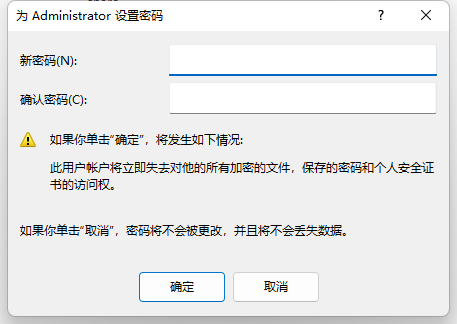 为 Administrator 设置密码
新密码(N):
确认密码(C):
如果你单击“确定”，将发生如下情况:
此用户帐户将立即失去对他的所有加密的文件，保存的密码和个人安全证
书的访问权。
如果你单击“取消”，密码将不会被更改，并且将不会丢失数据。
确定
取消